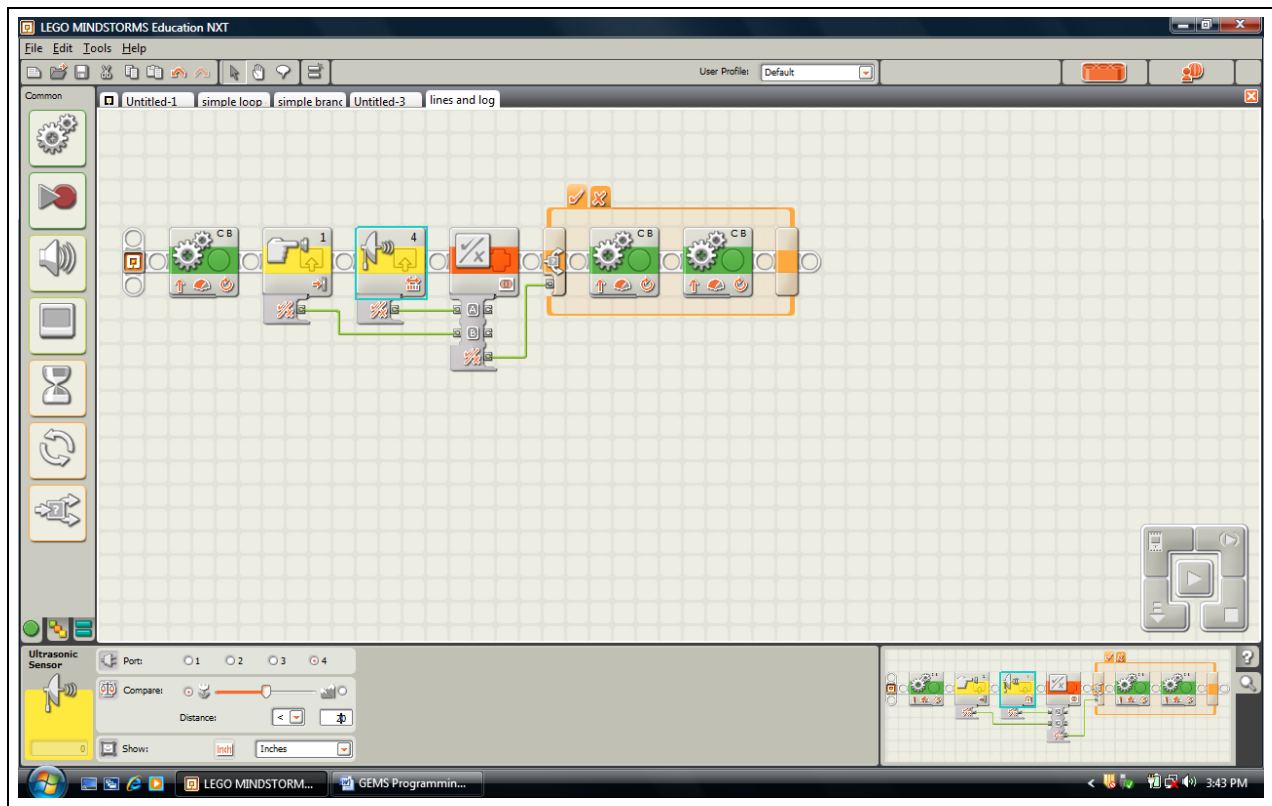 LEGO MINDSTORMS Education NXT
File Edit Tools Help
User Profile: Default
Common
Untitled-1 simple loop simple branc Untitled-3 lines and log
C B
1
4
C B
C B
A
B
Ultrasonic Sensor
Port: 1 2 3 4
Compare:
Distance: <
0
Show: Inch Inches
?
LEGO MINDSTORM... GEMS Programmin...
< 3:43 PM